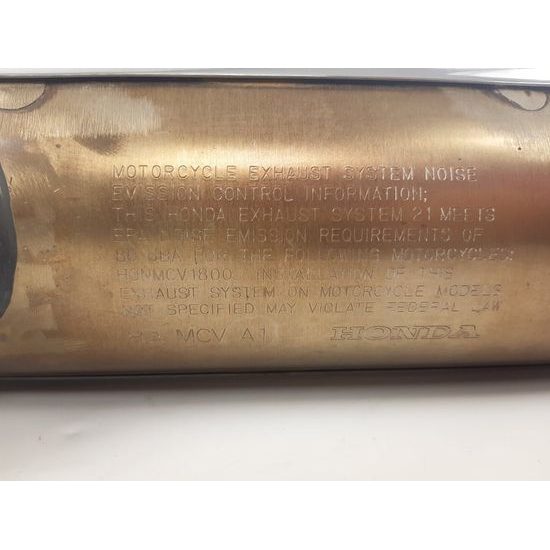 MOTORCYCLE EXHAUST SYSTEM NOISE
EMISSION CONTROL INFORMATION;
THIS HONDA EXHAUST SYSTEM 21 MEETS
EPA NOISE EMISSION REQUIREMENTS OF
80 DBA FOR THE FOLLOWING MOTORCYCLES:
HONMCV1800. INSTALLATION OF THIS
EXHAUST SYSTEM ON MOTORCYCLE MODELS
NOT SPECIFIED MAY VIOLATE FEDERAL LAW
MCV A1 HONDA